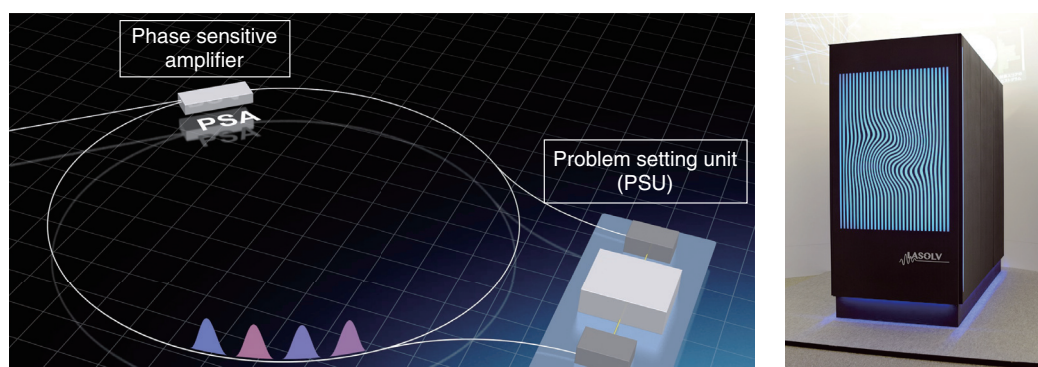 Phase sensitive
amplifier
PSA
Problem setting unit
(PSU)
LASOLV